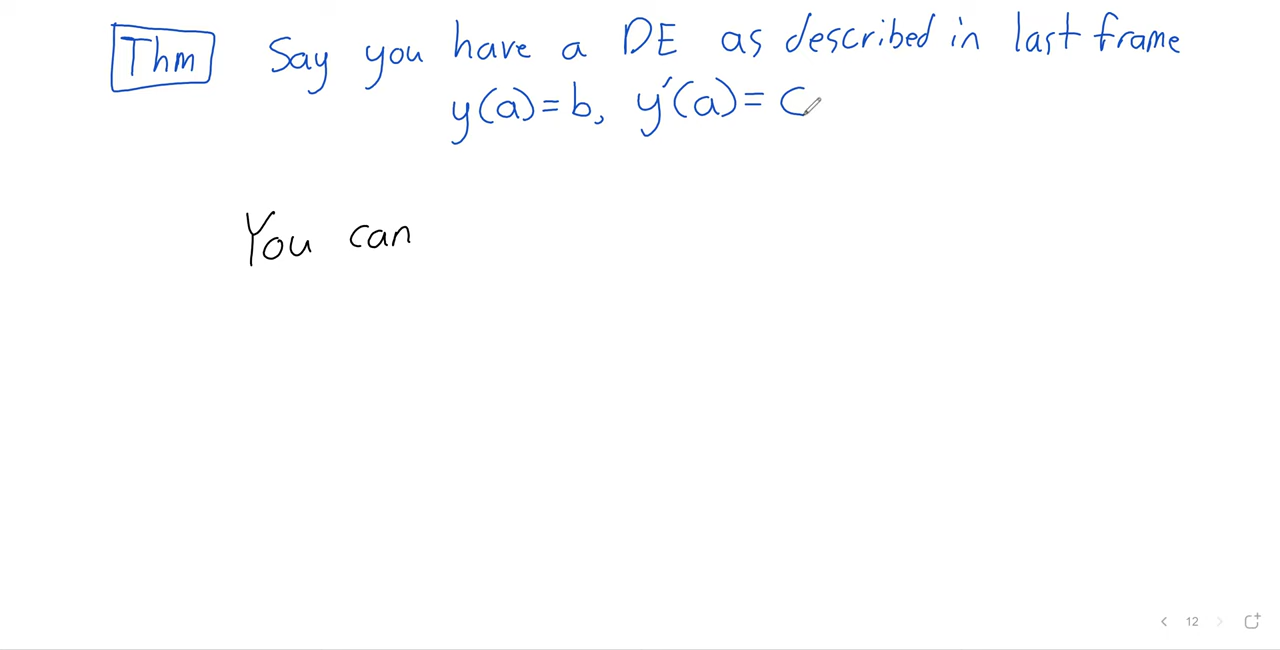 Thm Say you have a DE as described in last frame
y(a)=b, y'(a)=c
You can
12